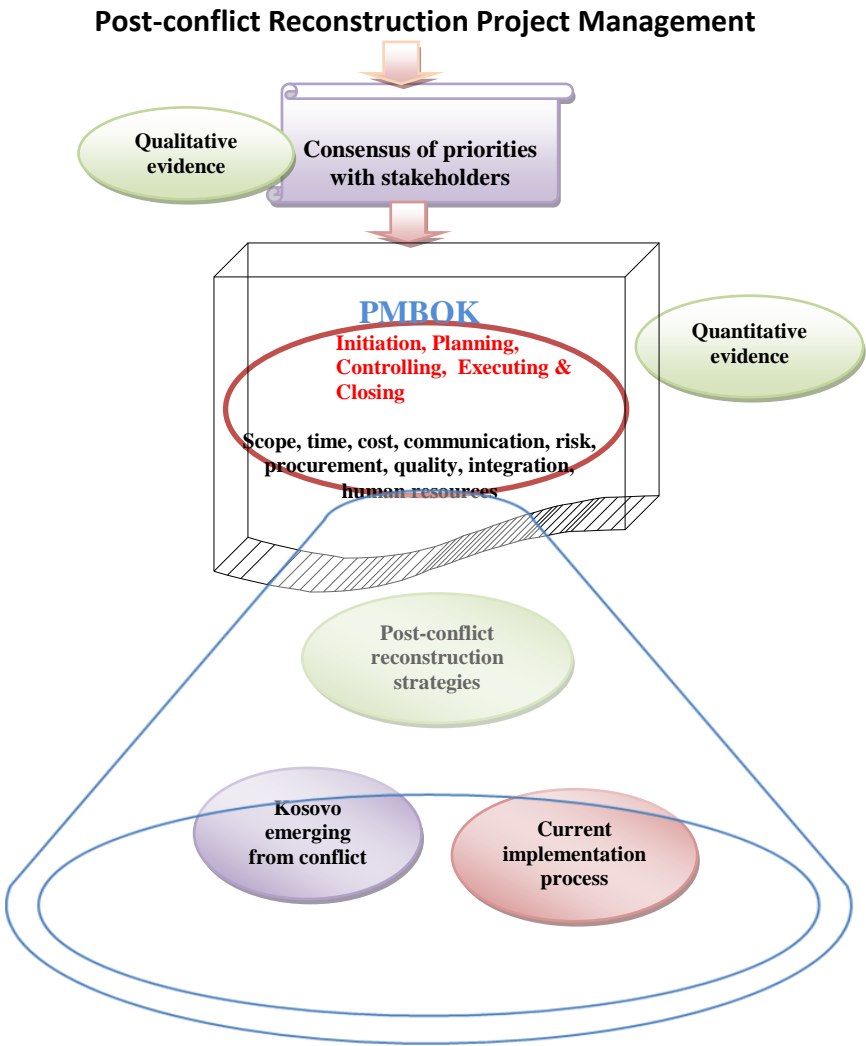 Post-conflict Reconstruction Project Management
Qualitative
evidence
Consensus of priorities
with stakeholders
PMBOK
Initiation, Planning,
Controlling, Executing &
Closing
Quantitative
evidence
Scope, time, cost, communication, risk,
procurement, quality, integration,
human resources
Post-conflict
reconstruction
strategies
Kosovo
emerging
from conflict
Current
implementation
process